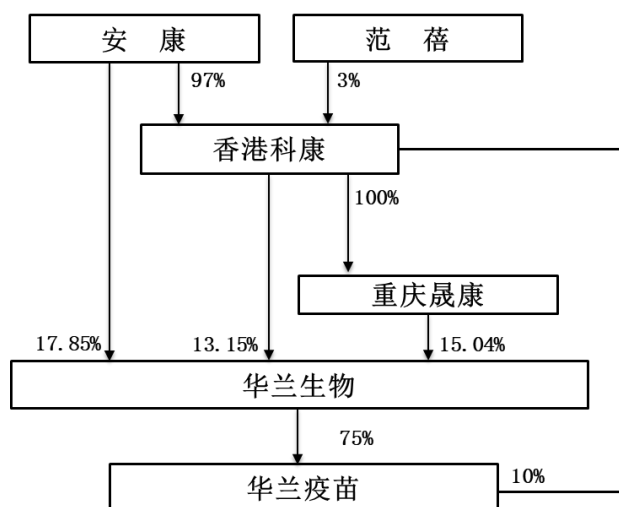 安 康
范 蓓
97%
3%
香港科康
100%
重庆晟康
17.85%
13.15%
15.04%
华兰生物
75%
华兰疫苗
10%